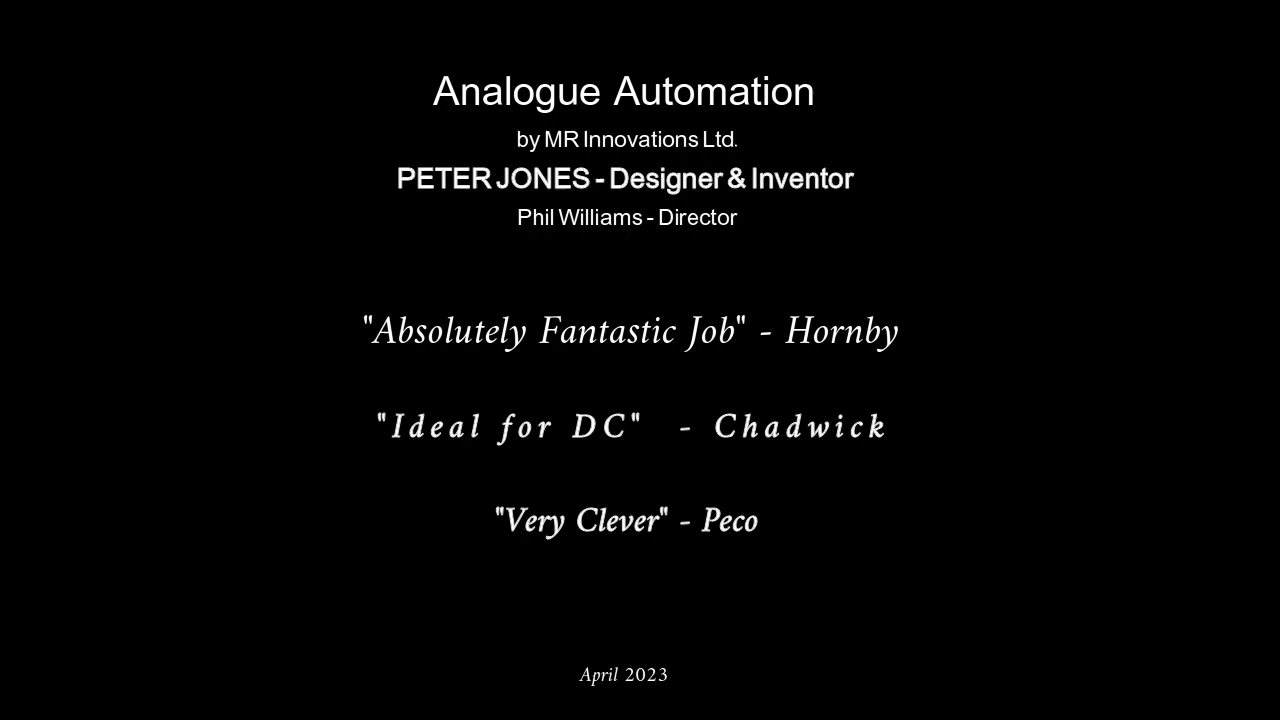 Analogue Automation
by MR Innovations Ltd.
PETER JONES - Designer & Inventor
Phil Williams - Director
"Absolutely Fantastic Job" - Hornby
"Ideal for DC" - Chadwick
"Very Clever" - Peco
April 2023